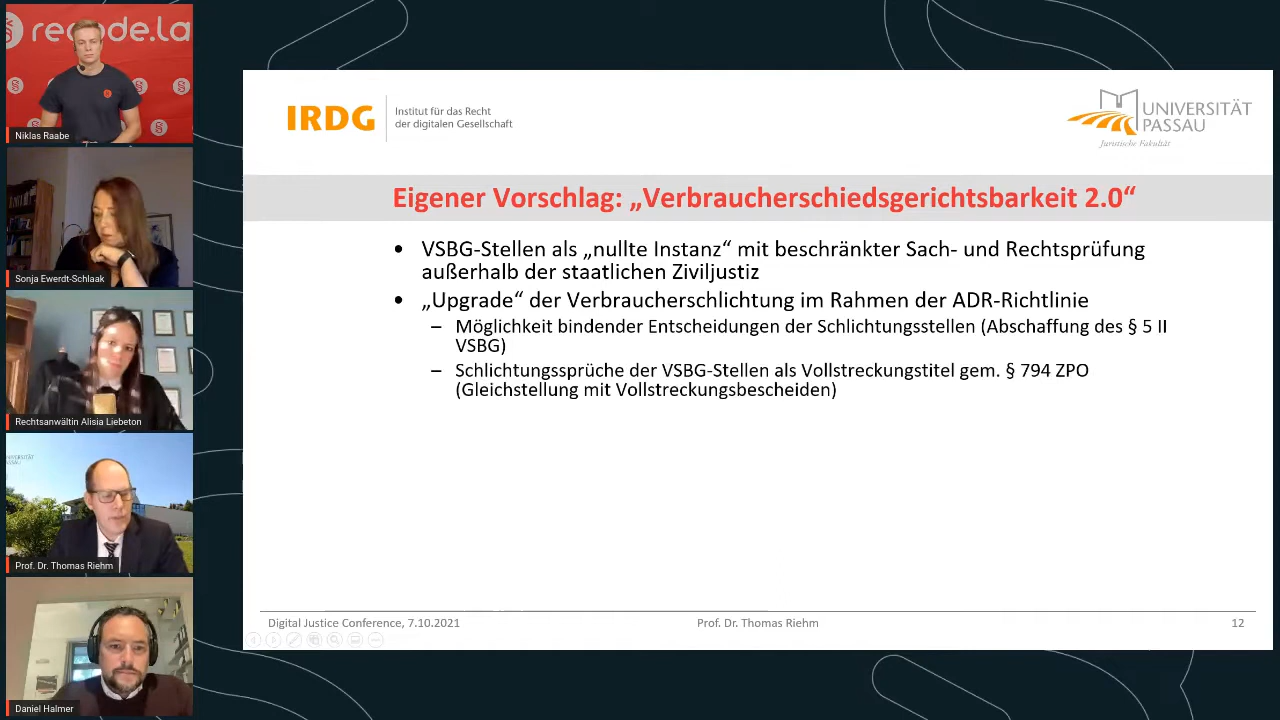 recode.la
Niklas Raabe
Sonja Ewerdt-Schlaak
Rechtsanwältin Alisia Liebeton
Prof. Dr. Thomas Riehm
Daniel Halmer
IRDG
Institut für das Recht
der digitalen Gesellschaft
UNIVERSITÄT
PASSAU
Juristische Fakultät
Eigener Vorschlag: „Verbraucherschiedsgerichtsbarkeit 2.0“
• VSBG-Stellen als „nullte Instanz“ mit beschränkter Sach- und Rechtsprüfung
außerhalb der staatlichen Ziviljustiz
• „Upgrade“ der Verbraucherschlichtung im Rahmen der ADR-Richtlinie
– Möglichkeit bindender Entscheidungen der Schlichtungsstellen (Abschaffung des § 5 II
VSBG)
– Schlichtungssprüche der VSBG-Stellen als Vollstreckungstitel gem. § 794 ZPO
(Gleichstellung mit Vollstreckungsbescheiden)
Digital Justice Conference, 7.10.2021
Prof. Dr. Thomas Riehm
12